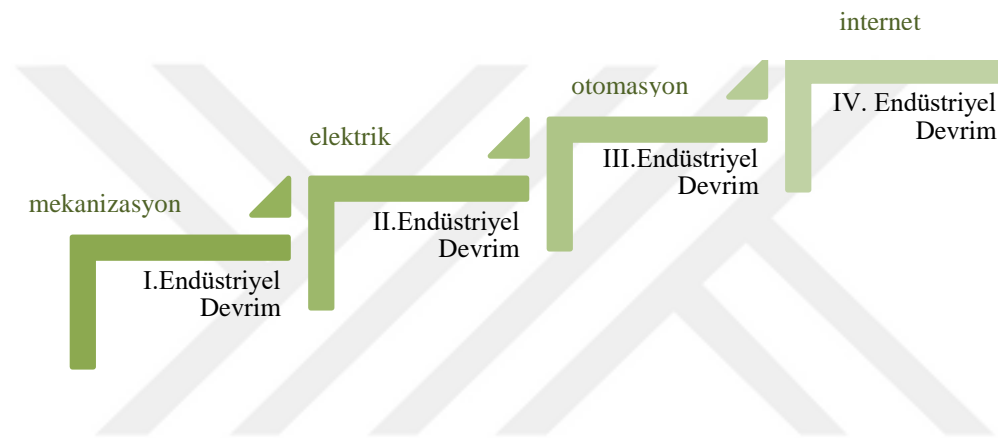 mekanizasyon
I.Endüstriyel
Devrim
elektrik
II.Endüstriyel
Devrim
otomasyon
III.Endüstriyel
Devrim
internet
IV. Endüstriyel
Devrim